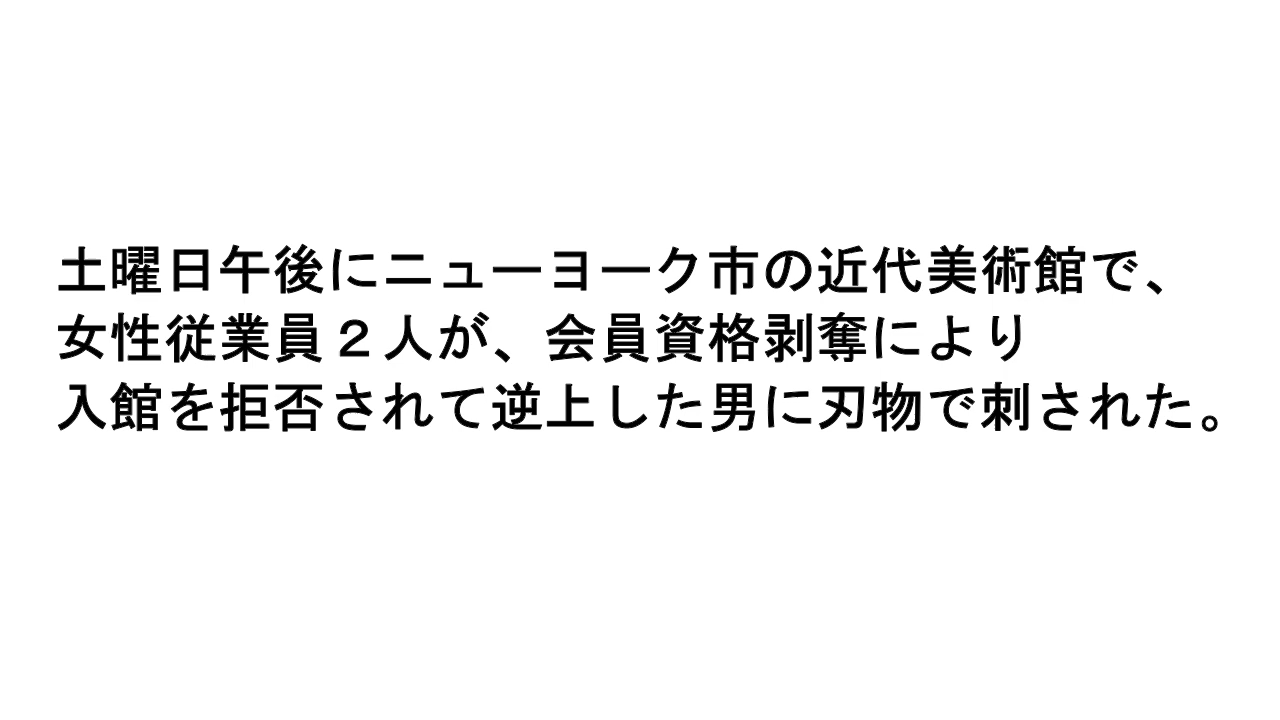 土曜日午後にニューヨーク市の近代美術館で、
女性従業員２人が、会員資格剥奪により
入館を拒否されて逆上した男に刃物で刺された。